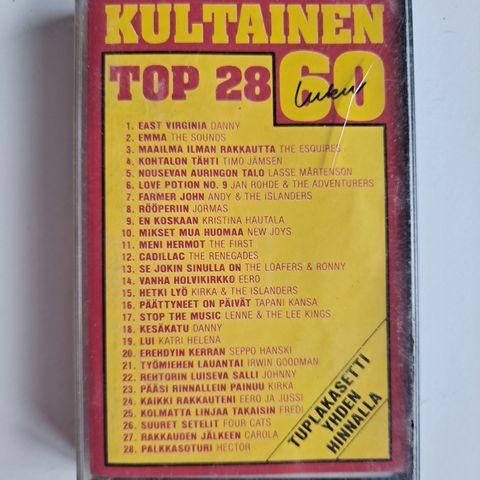 KULTAINEN
TOP 28 60 luku
1. EAST VIRGINIA DANNY
2. EMMA THE SOUNDS
3. MAAILMA ILMAN RAKKAUTTA THE ESQUIRES
4. KOHTALON TÄHTI TIMO JÄMSEN
5. NOUSEVAN AURINGON TALO LASSE MÅRTENSON
6. LOVE POTION NO. 9 JAN ROHDE & THE ADVENTURERS
7. FARMER JOHN ANDY & THE ISLANDERS
8. RÖÖPERIIN JORMAS
9. EN KOSKAAN KRISTINA HAUTALA
10. MIKSET MUA HUOMAA NEW JOYS
11. MENI HERMOT THE FIRST
12. CADILLAC THE RENEGADES
13. SE JOKIN SINULLA ON THE LOAFERS & RONNY
14. VANHA HOLVIKIRKKO EERO
15. HETKI LYÖ KIRKA & THE ISLANDERS
16. PÄÄTTYNEET ON PÄIVÄT TAPANI KANSA
17. STOP THE MUSIC LENNE & THE LEE KINGS
18. KESÄKATU DANNY
19. LUI KATRI HELENA
20. EREHDYIN KERRAN SEPPO HANSKI
21. TYÖMIEHEN LAUANTAI IRWIN GOODMAN
22. REHTORIN LUISEVA SALLI JOHNNY
23. PÄÄSI RINNALLEIN PAINUU KIRKA
24. KAIKKI RAKKAUTENI EERO JA JUSSI
25. KOLMATTA LINJAA TAKAISIN FREDI
26. SUURET SETELIT FOUR CATS
27. RAKKAUDEN JÄLKEEN CAROLA
28. PALKKASOTURI HECTOR
TUPLAKASETTI
YHDEN
HINNALLA